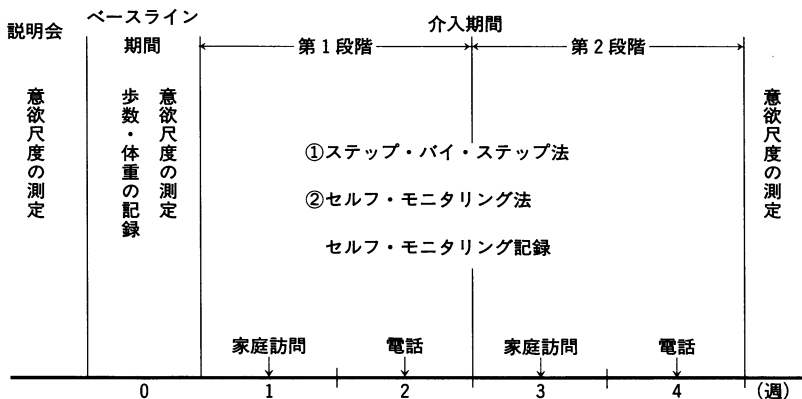 説明会
ベースライン
期間
介入期間
第1段階
第2段階
意欲尺度の測定
歩数・体重の記録
意欲尺度の測定
①ステップ・バイ・ステップ法
②セルフ・モニタリング法
セルフ・モニタリング記録
意欲尺度の測定
家庭訪問
電話
家庭訪問
電話
0
1
2
3
4
(週)